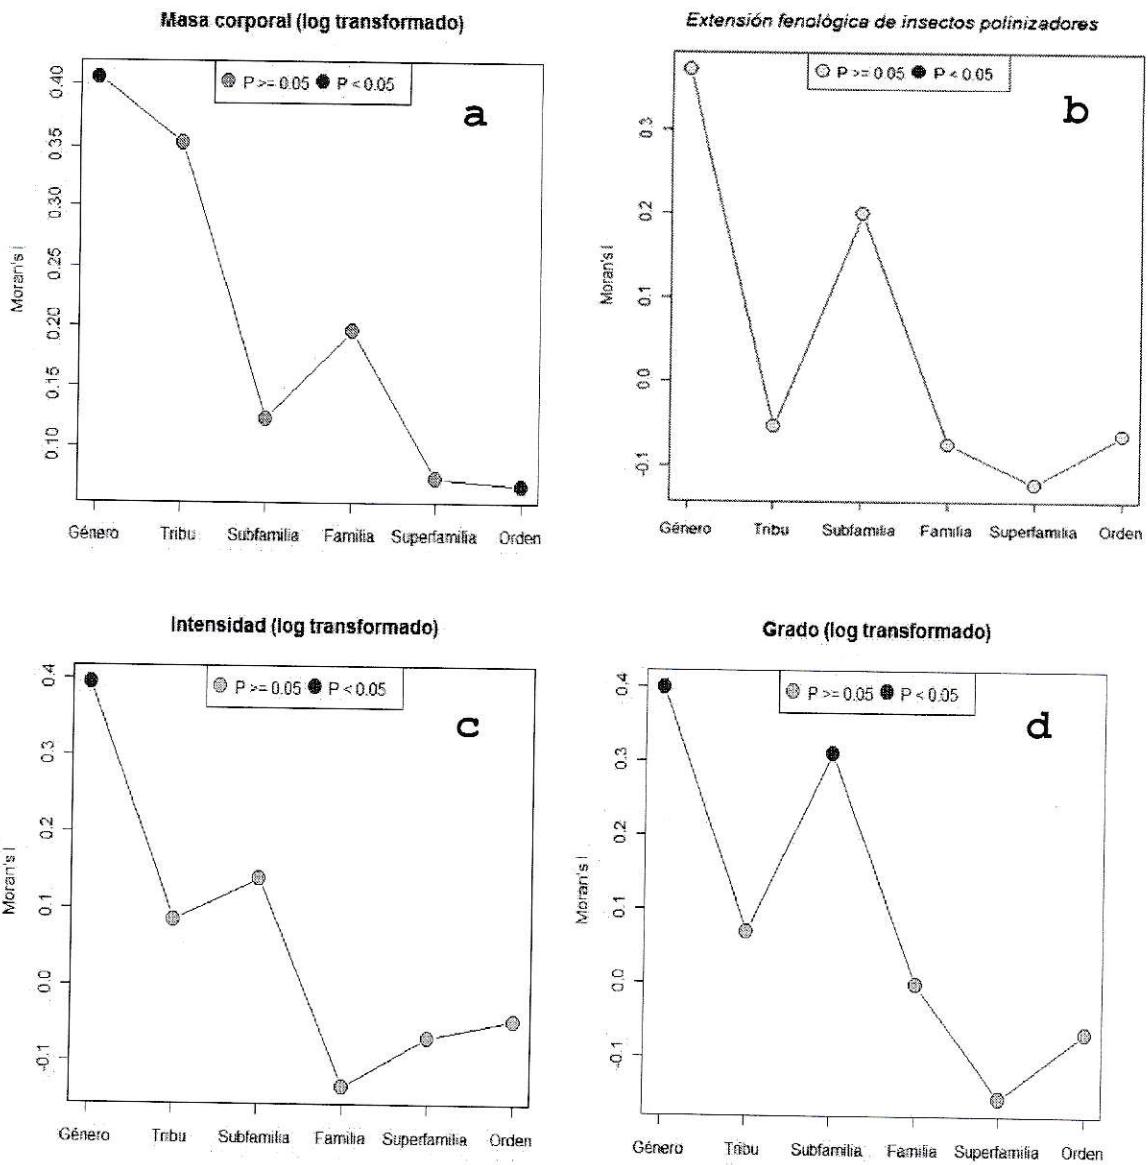 Masa corporal (log transformado)
P >= 0.05 P < 0.05
a
Moran's I
0.40
0.35
0.30
0.25
0.20
0.15
0.10
Género Tribu Subfamilia Familia Superfamilia Orden
Extensión fenológica de insectos polinizadores
P >= 0.05 P < 0.05
b
Moran's I
0.3
0.2
0.1
0.0
-0.1
Género Tribu Subfamilia Familia Superfamilia Orden
Intensidad (log transformado)
P >= 0.05 P < 0.05
c
Moran's I
0.4
0.3
0.2
0.1
0.0
-0.1
Género Tribu Subfamilia Familia Superfamilia Orden
Grado (log transformado)
P >= 0.05 P < 0.05
d
Moran's I
0.4
0.3
0.2
0.1
0.0
-0.1
Género Tribu Subfamilia Familia Superfamilia Orden